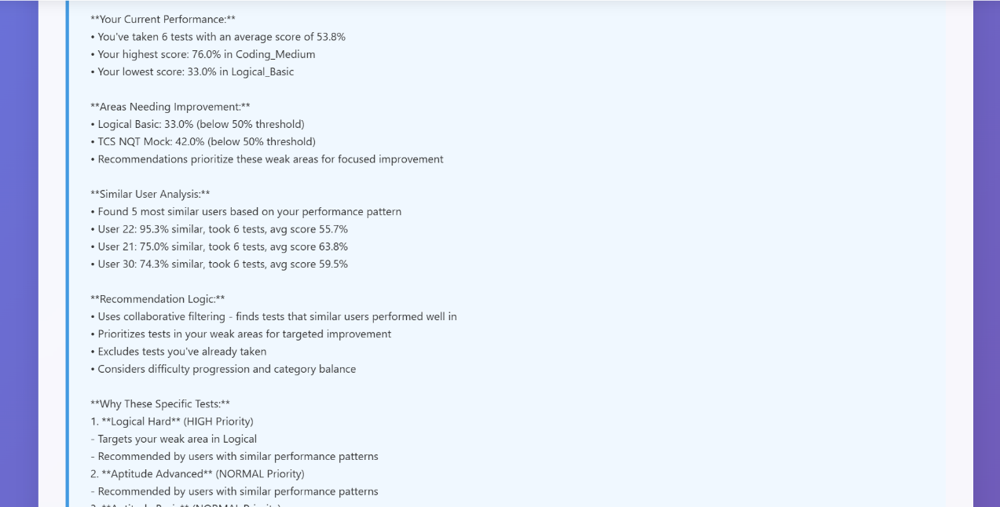 **Your Current Performance:**
• You've taken 6 tests with an average score of 53.8%
• Your highest score: 76.0% in Coding_Medium
• Your lowest score: 33.0% in Logical_Basic
**Areas Needing Improvement:**
• Logical Basic: 33.0% (below 50% threshold)
• TCS NQT Mock: 42.0% (below 50% threshold)
• Recommendations prioritize these weak areas for focused improvement
**Similar User Analysis:**
• Found 5 most similar users based on your performance pattern
• User 22: 95.3% similar, took 6 tests, avg score 55.7%
• User 21: 75.0% similar, took 6 tests, avg score 63.8%
• User 30: 74.3% similar, took 6 tests, avg score 59.5%
**Recommendation Logic:**
• Uses collaborative filtering - finds tests that similar users performed well in
• Prioritizes tests in your weak areas for targeted improvement
• Excludes tests you've already taken
• Considers difficulty progression and category balance
**Why These Specific Tests:**
1. **Logical Hard** (HIGH Priority)
- Targets your weak area in Logical
- Recommended by users with similar performance patterns
2. **Aptitude Advanced** (NORMAL Priority)
- Recommended by users with similar performance patterns